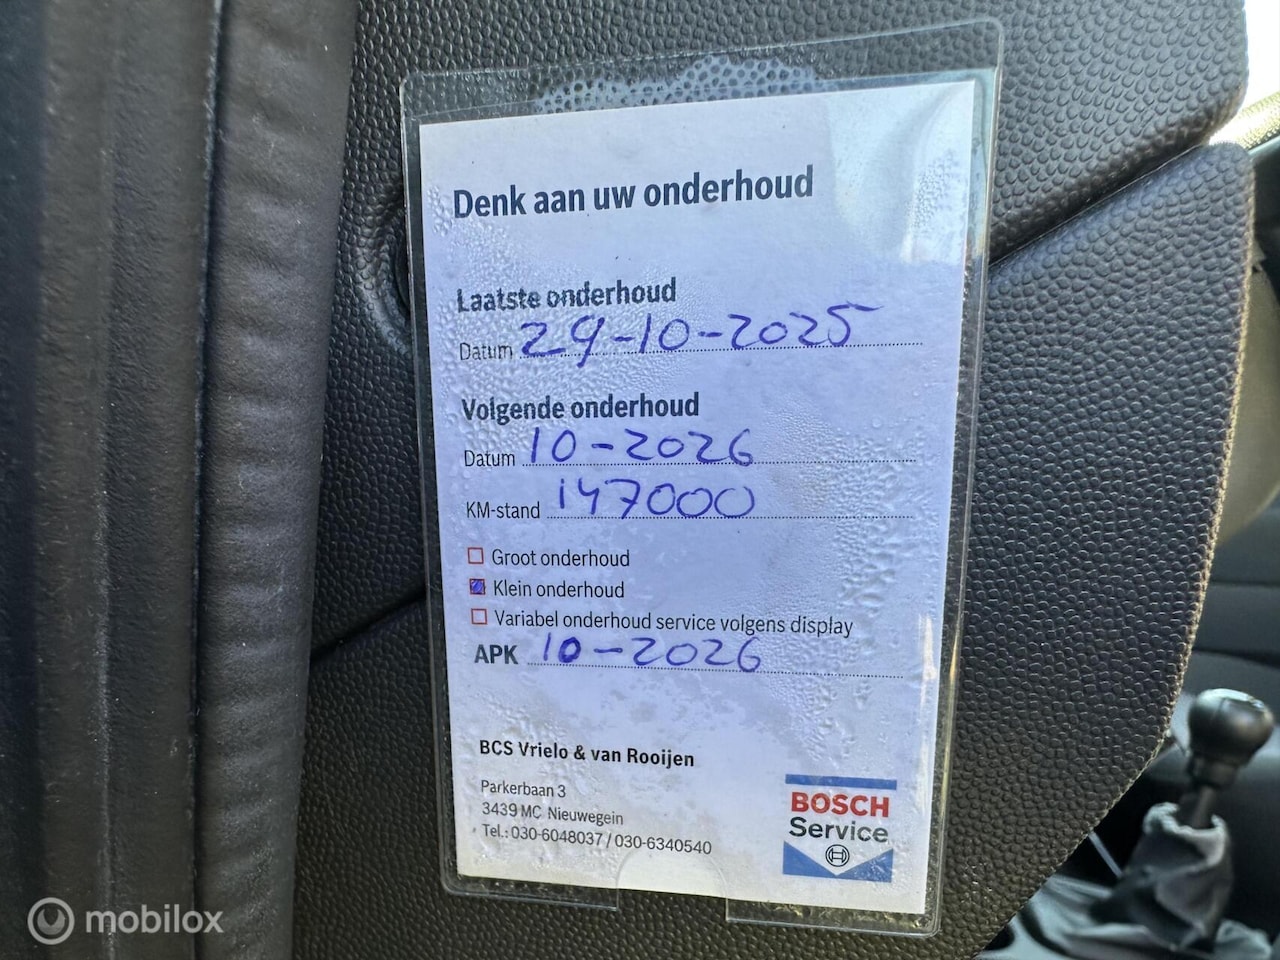 Denk aan uw onderhoud
Laatste onderhoud
Datum 29-10-2025
Volgende onderhoud
Datum 10-2026
KM-stand 147000
Groot onderhoud
Klein onderhoud
Variabel onderhoud service volgens display
APK 10-2026
BCS Vrielo & van Rooijen
Parkerbaan 3
3439 MC Nieuwegein
Tel.: 030-6048037 / 030-6340540
BOSCH
Service
mobilox